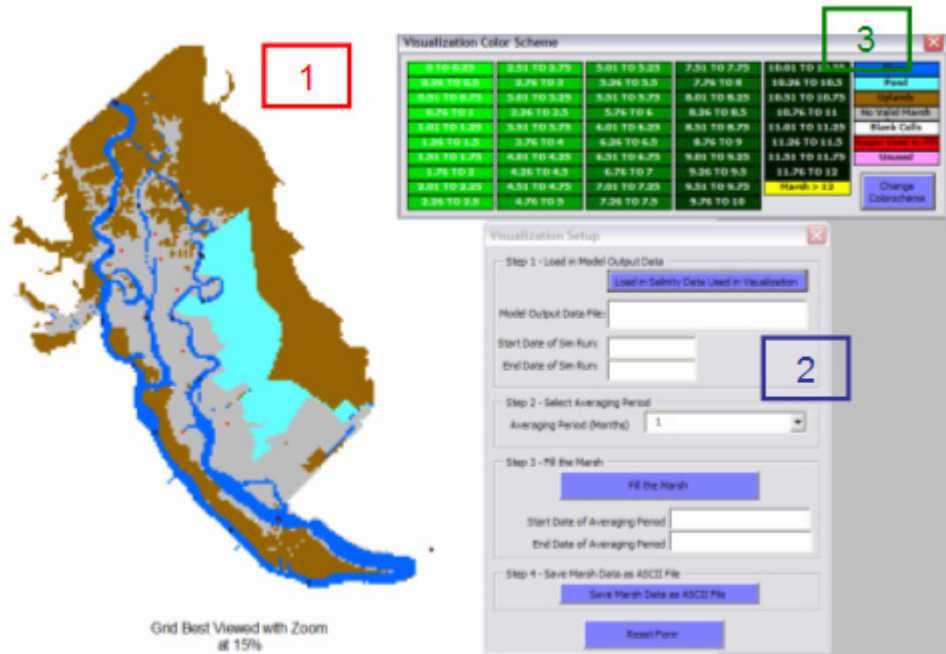 1
Grid Best Viewed with Zoom
at 15%
Visualization Color Scheme
3
0 TO 0.25
0.26 TO 0.5
0.51 TO 0.75
0.76 TO 1
1.01 TO 1.25
1.26 TO 1.5
1.51 TO 1.75
1.76 TO 2
2.01 TO 2.25
2.26 TO 2.5
2.51 TO 2.75
2.76 TO 3
3.01 TO 3.25
3.26 TO 3.5
3.51 TO 3.75
3.76 TO 4
4.01 TO 4.25
4.26 TO 4.5
4.51 TO 4.75
4.76 TO 5
5.01 TO 5.25
5.26 TO 5.5
5.51 TO 5.75
5.76 TO 6
6.01 TO 6.25
6.26 TO 6.5
6.51 TO 6.75
6.76 TO 7
7.01 TO 7.25
7.26 TO 7.5
7.51 TO 7.75
7.76 TO 8
8.01 TO 8.25
8.26 TO 8.5
8.51 TO 8.75
8.76 TO 9
9.01 TO 9.25
9.26 TO 9.5
9.51 TO 9.75
9.76 TO 10
10.01 TO 10.25
10.26 TO 10.5
10.51 TO 10.75
10.76 TO 11
11.01 TO 11.25
11.26 TO 11.5
11.51 TO 11.75
11.76 TO 12
Marsh > 12
Pond
Uplands
No Valid Marsh
Blank Cells
Gages Used to Fill
Unused
Change
Colorscheme
Visualization Setup
Step 1 - Load in Model Output Data
Load in Salinity Data Used in Visualization
Model Output Data File:
Start Date of Sim Run:
End Date of Sim Run:
2
Step 2 - Select Averaging Period
Averaging Period (Months)
1
Step 3 - Fill the Marsh
Fill the Marsh
Start Date of Averaging Period
End Date of Averaging Period
Step 4 - Save Marsh Data as ASCII File
Save Marsh Data as ASCII File
Reset Form